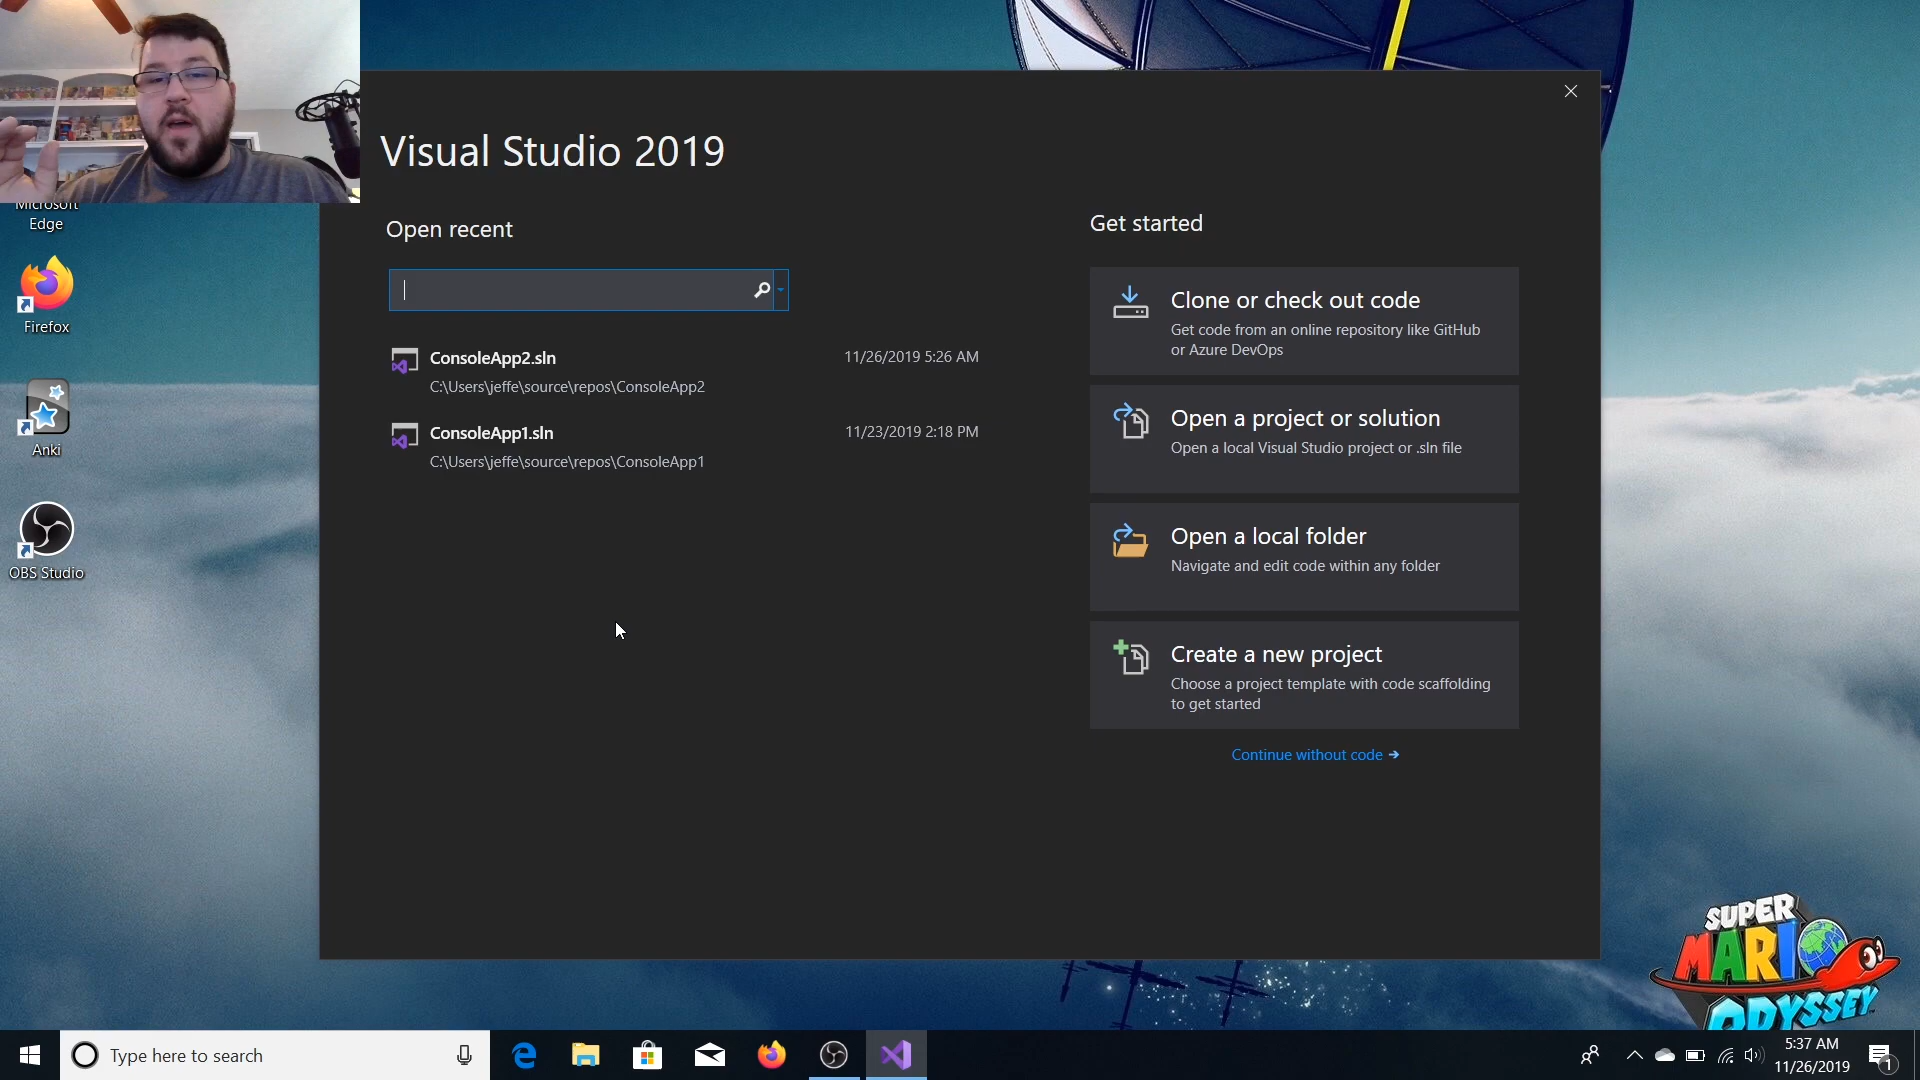 Visual Studio 2019
Microsoft
Edge
Firefox
Anki
OBS Studio
Open recent
ConsoleApp2.sln
11/26/2019 5:26 AM
C:\Users\jeffe\source\repos\ConsoleApp2
ConsoleApp1.sln
11/23/2019 2:18 PM
C:\Users\jeffe\source\repos\ConsoleApp1
Get started
Clone or check out code
Get code from an online repository like GitHub
or Azure DevOps
Open a project or solution
Open a local Visual Studio project or .sln file
Open a local folder
Navigate and edit code within any folder
Create a new project
Choose a project template with code scaffolding
to get started
Continue without code
SUPER
MARIO
ODYSSEY
Type here to search
5:37 AM
11/26/2019
1